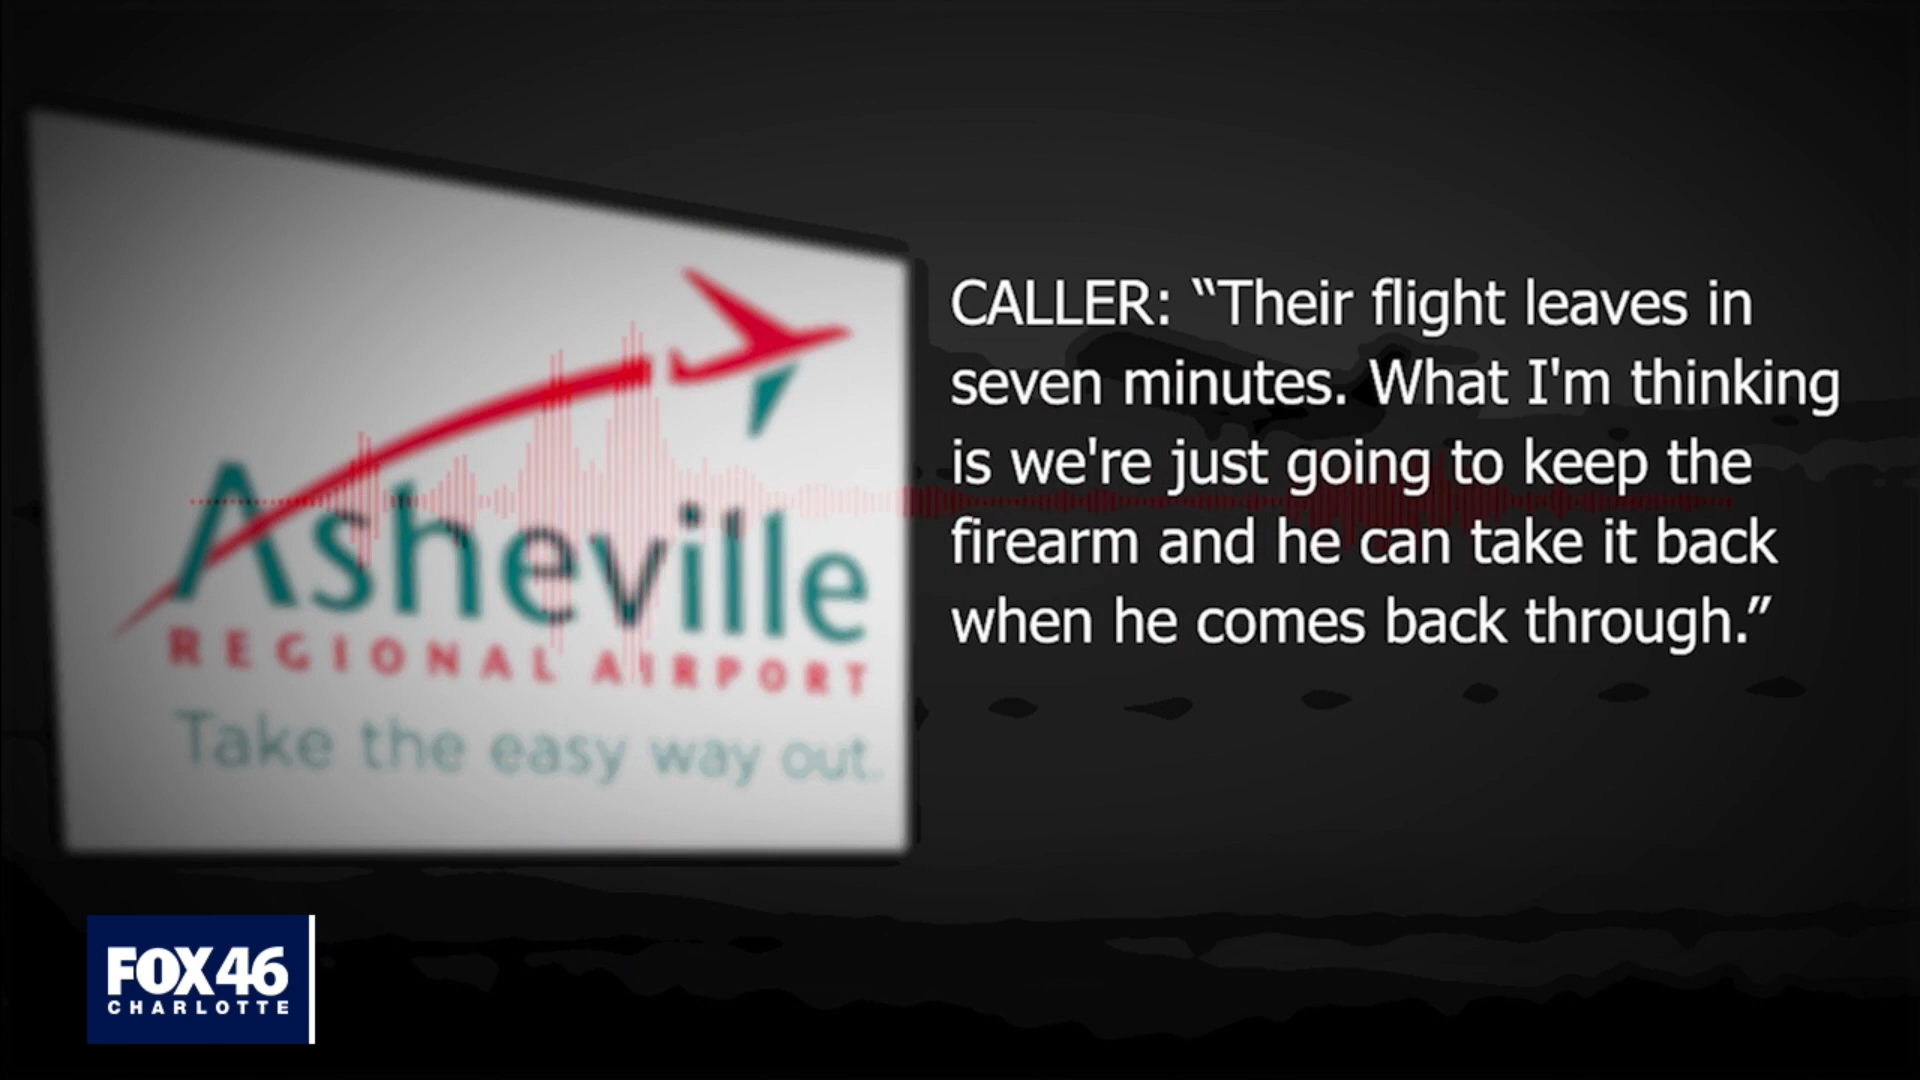 Asheville
REGIONAL AIRPORT
Take the easy way out.
CALLER: “Their flight leaves in
seven minutes. What I'm thinking
is we're just going to keep the
firearm and he can take it back
when he comes back through.”
FOX 46
CHARLOTTE